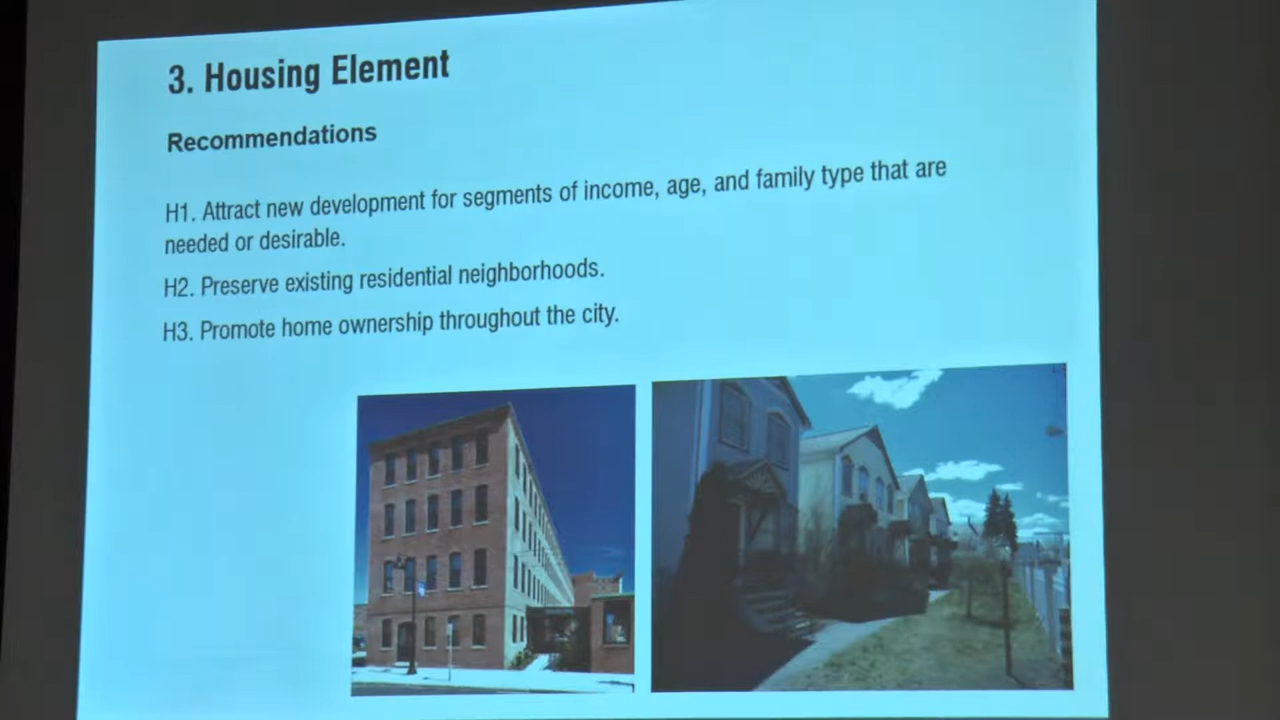 3. Housing Element
Recommendations
H1. Attract new development for segments of income, age, and family type that are
needed or desirable.
H2. Preserve existing residential neighborhoods.
H3. Promote home ownership throughout the city.